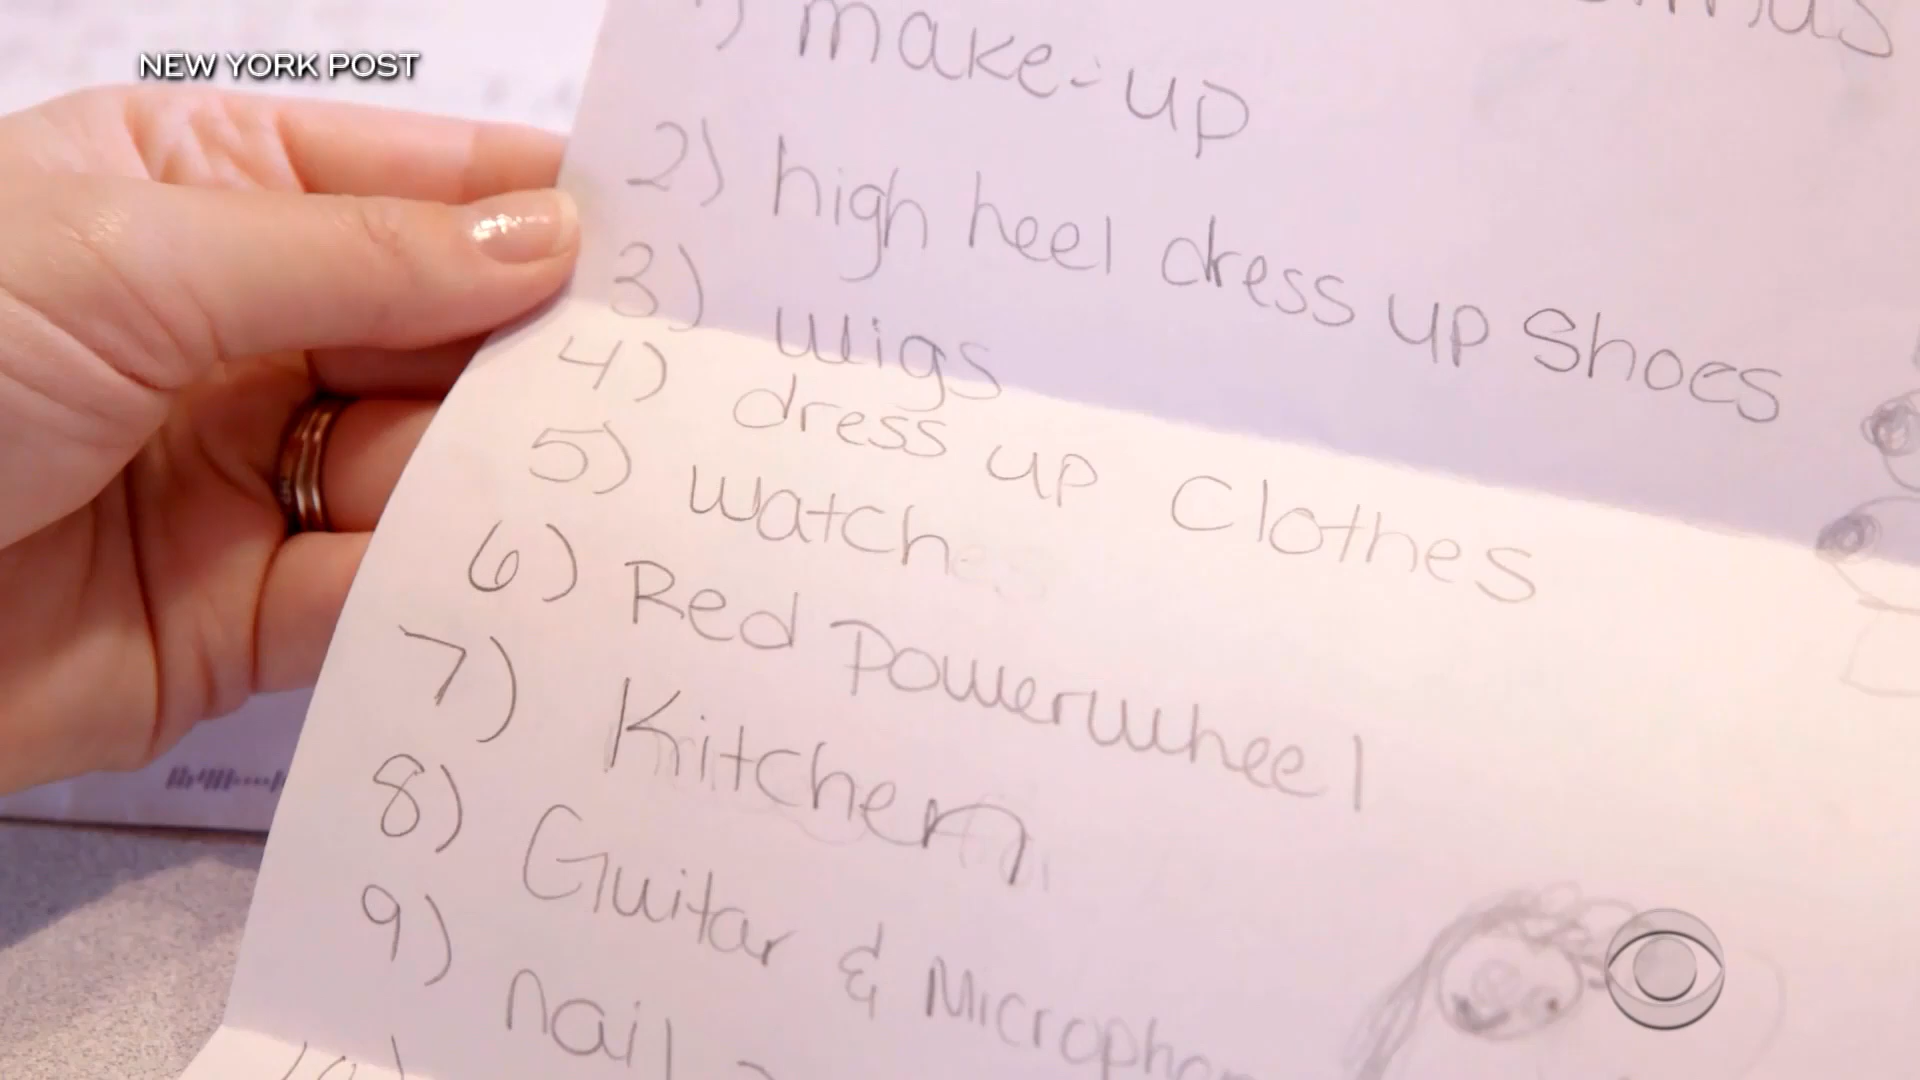 NEW YORK POST
1) make-up
2) high heel dress up shoes
3) wigs
4) dress up clothes
5) watch
6) Red Powerwheel
7) Kitchen
8) Guitar &
9) nail